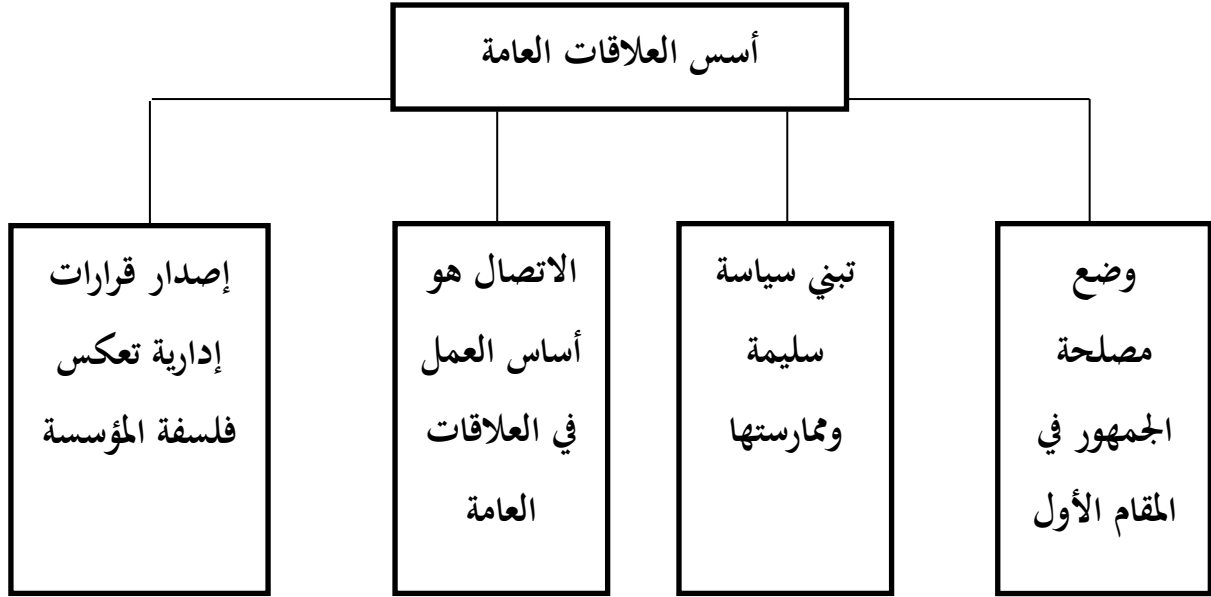 أسس العلاقات العامة
وضع
مصلحة
الجمهور في
المقام الأول
تبني سياسة
سليمة
وممارستها
الاتصال هو
أساس العمل
في العلاقات
العامة
إصدار قرارات
إدارية تعكس
فلسفة المؤسسة